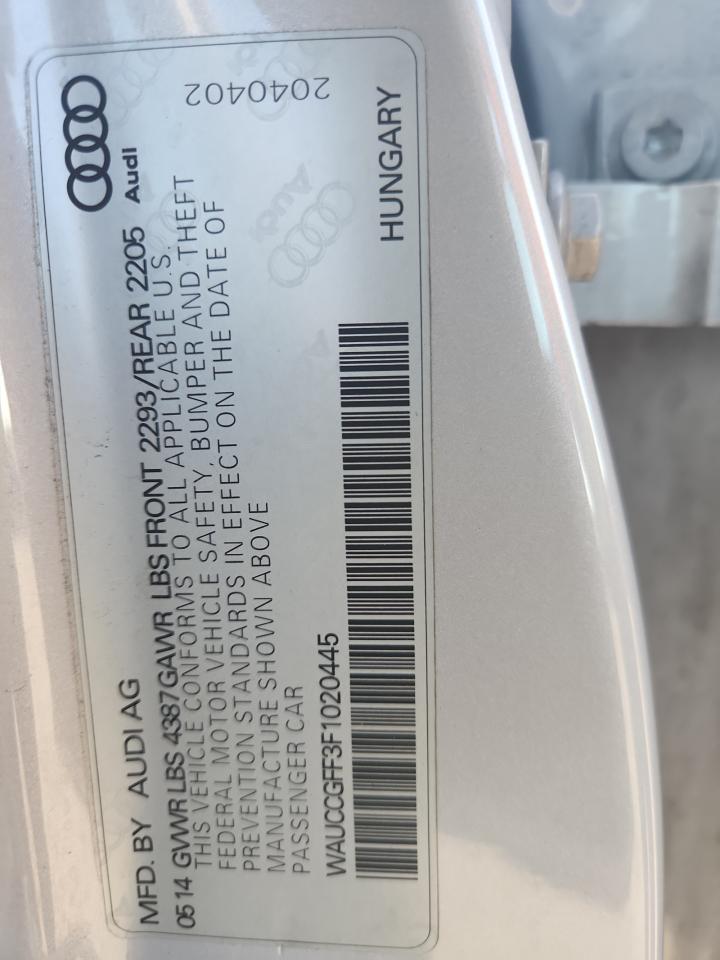 MFD. BY AUDI AG
0514 GVWR LBS 4387 GAWR LBS FRONT 2293/REAR 2205
THIS VEHICLE CONFORMS TO ALL APPLICABLE U.S.
FEDERAL MOTOR VEHICLE SAFETY, BUMPER AND THEFT
PREVENTION STANDARDS IN EFFECT ON THE DATE OF
MANUFACTURE SHOWN ABOVE
PASSENGER CAR
WAUCCGFF3F1020445
HUNGARY
Audi
2040402
Audi